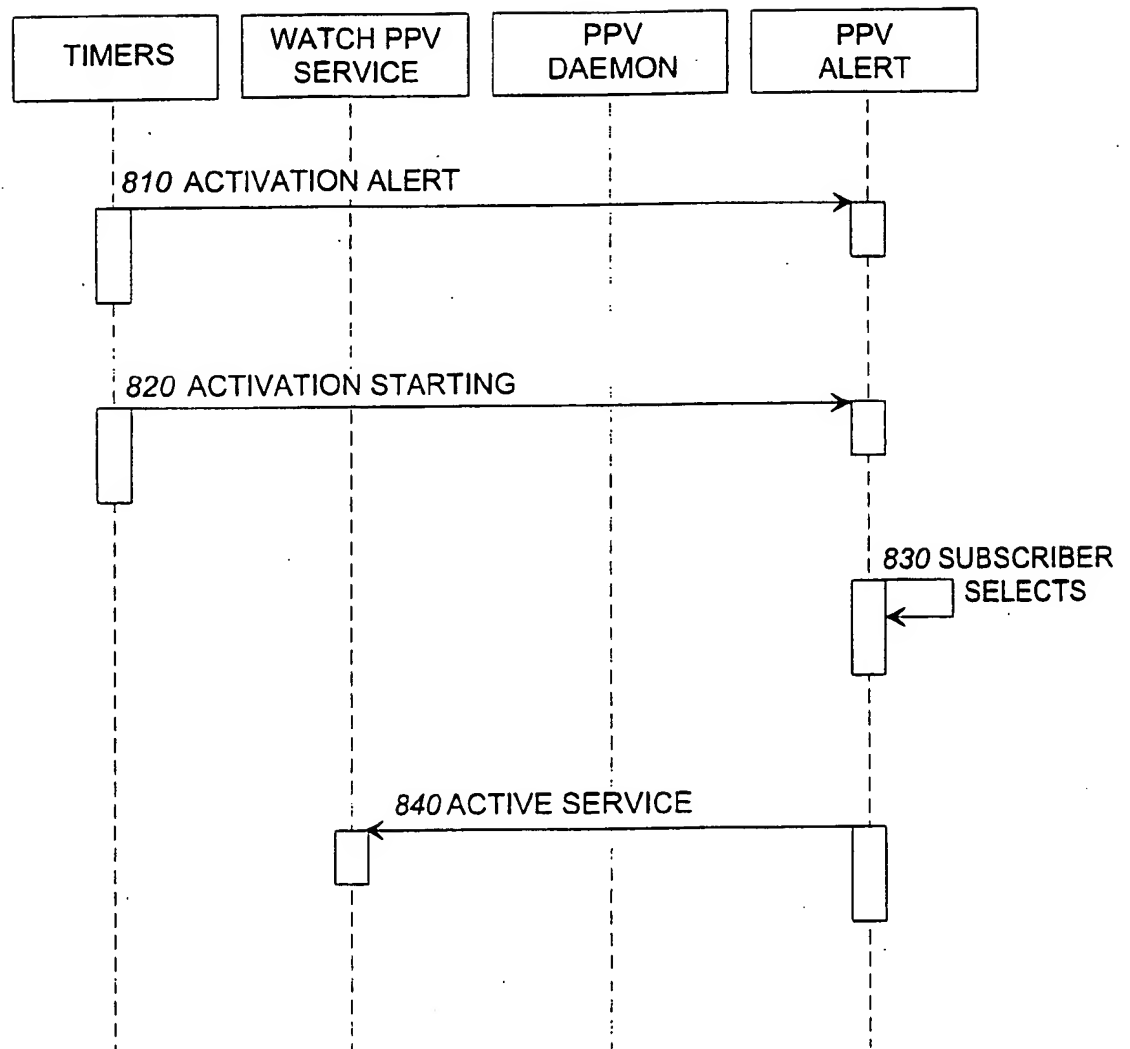 TIMERS
WATCH PPV
SERVICE
PPV
DAEMON
PPV
ALERT
810 ACTIVATION ALERT
820 ACTIVATION STARTING
830 SUBSCRIBER
SELECTS
840 ACTIVE SERVICE